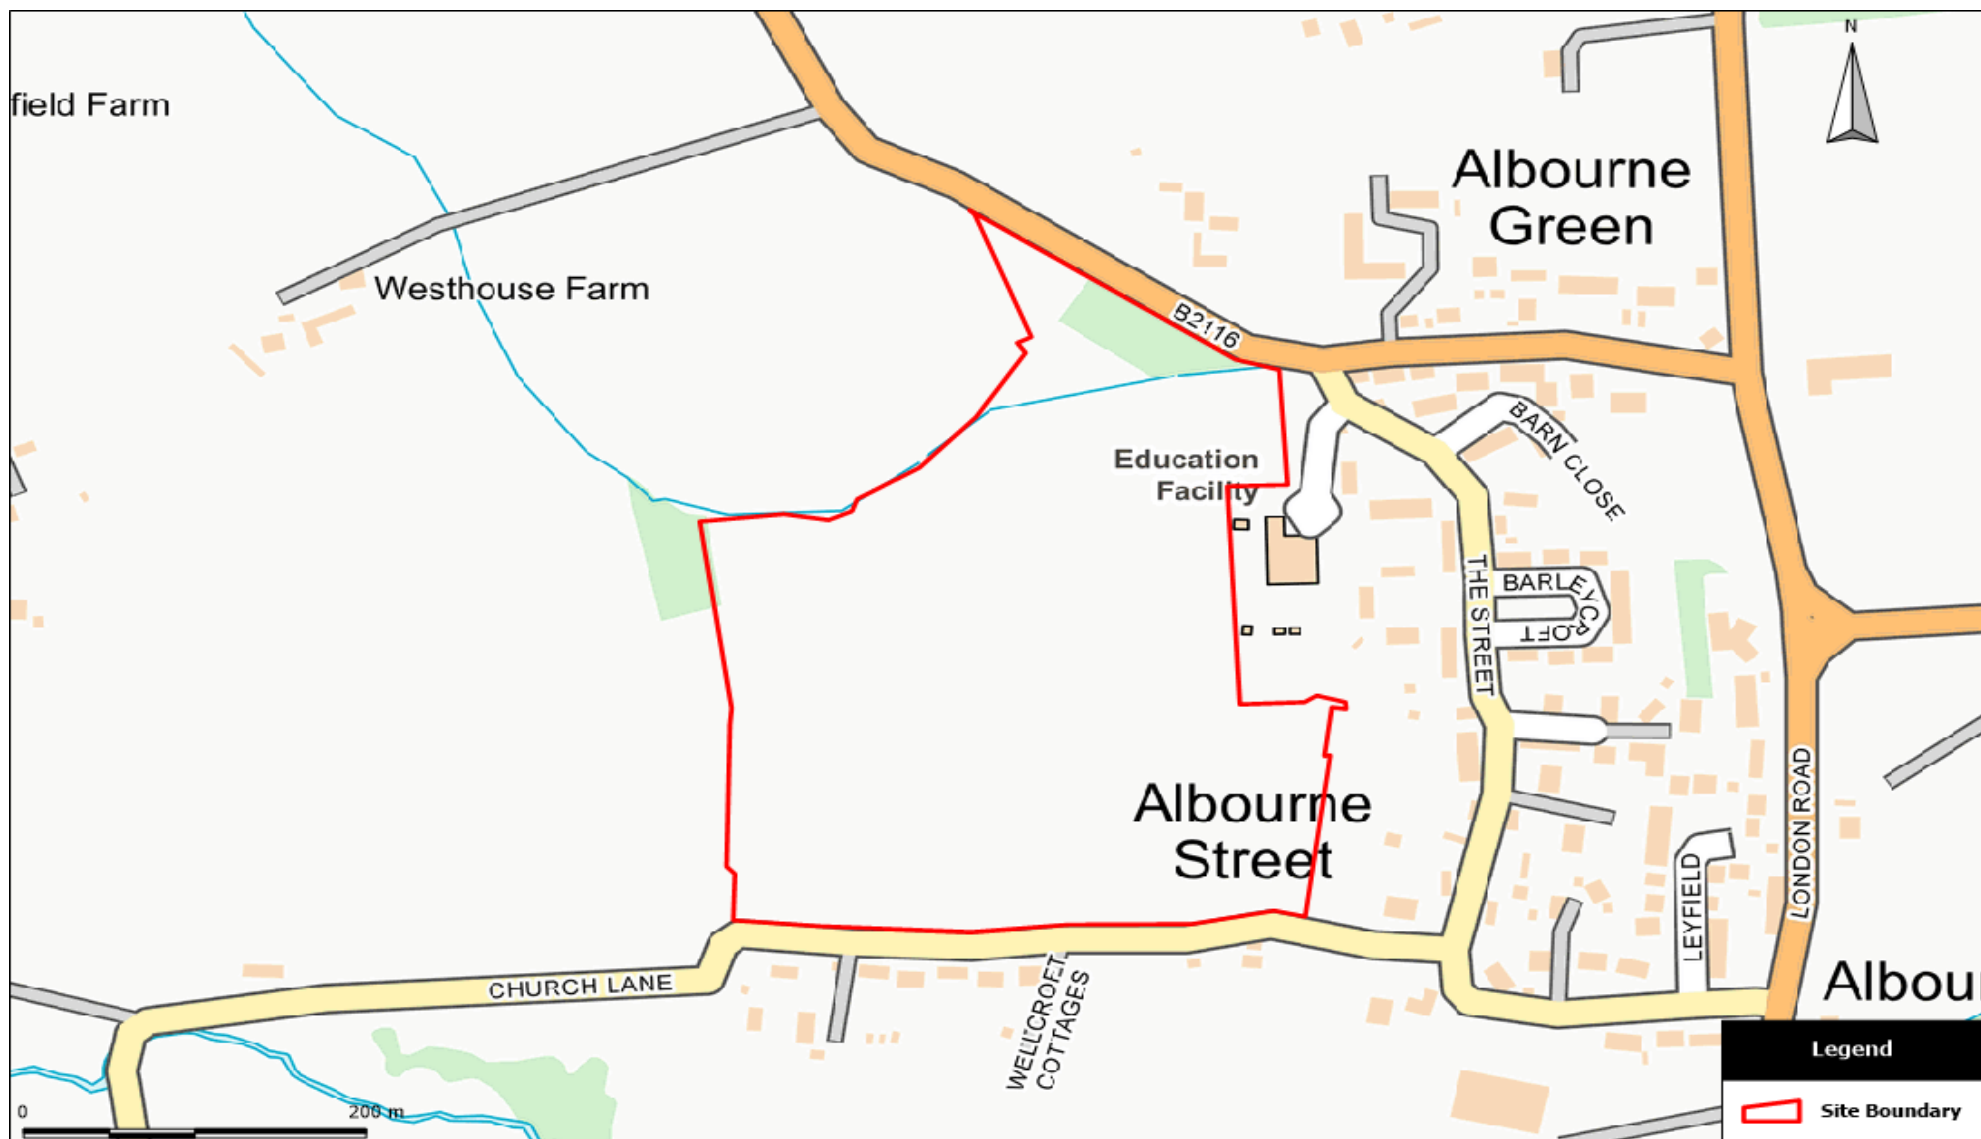 N
field Farm
Albourne
Green
Westhouse Farm
B2116
BARN CLOSE
Education
Facility
THE STREET
BARLEYCROFT
Albourne
Street
LONDON ROAD
LEYFIELD
CHURCH LANE
WELLCROFT
COTTAGES
Albou
Legend
Site Boundary
0 200 m